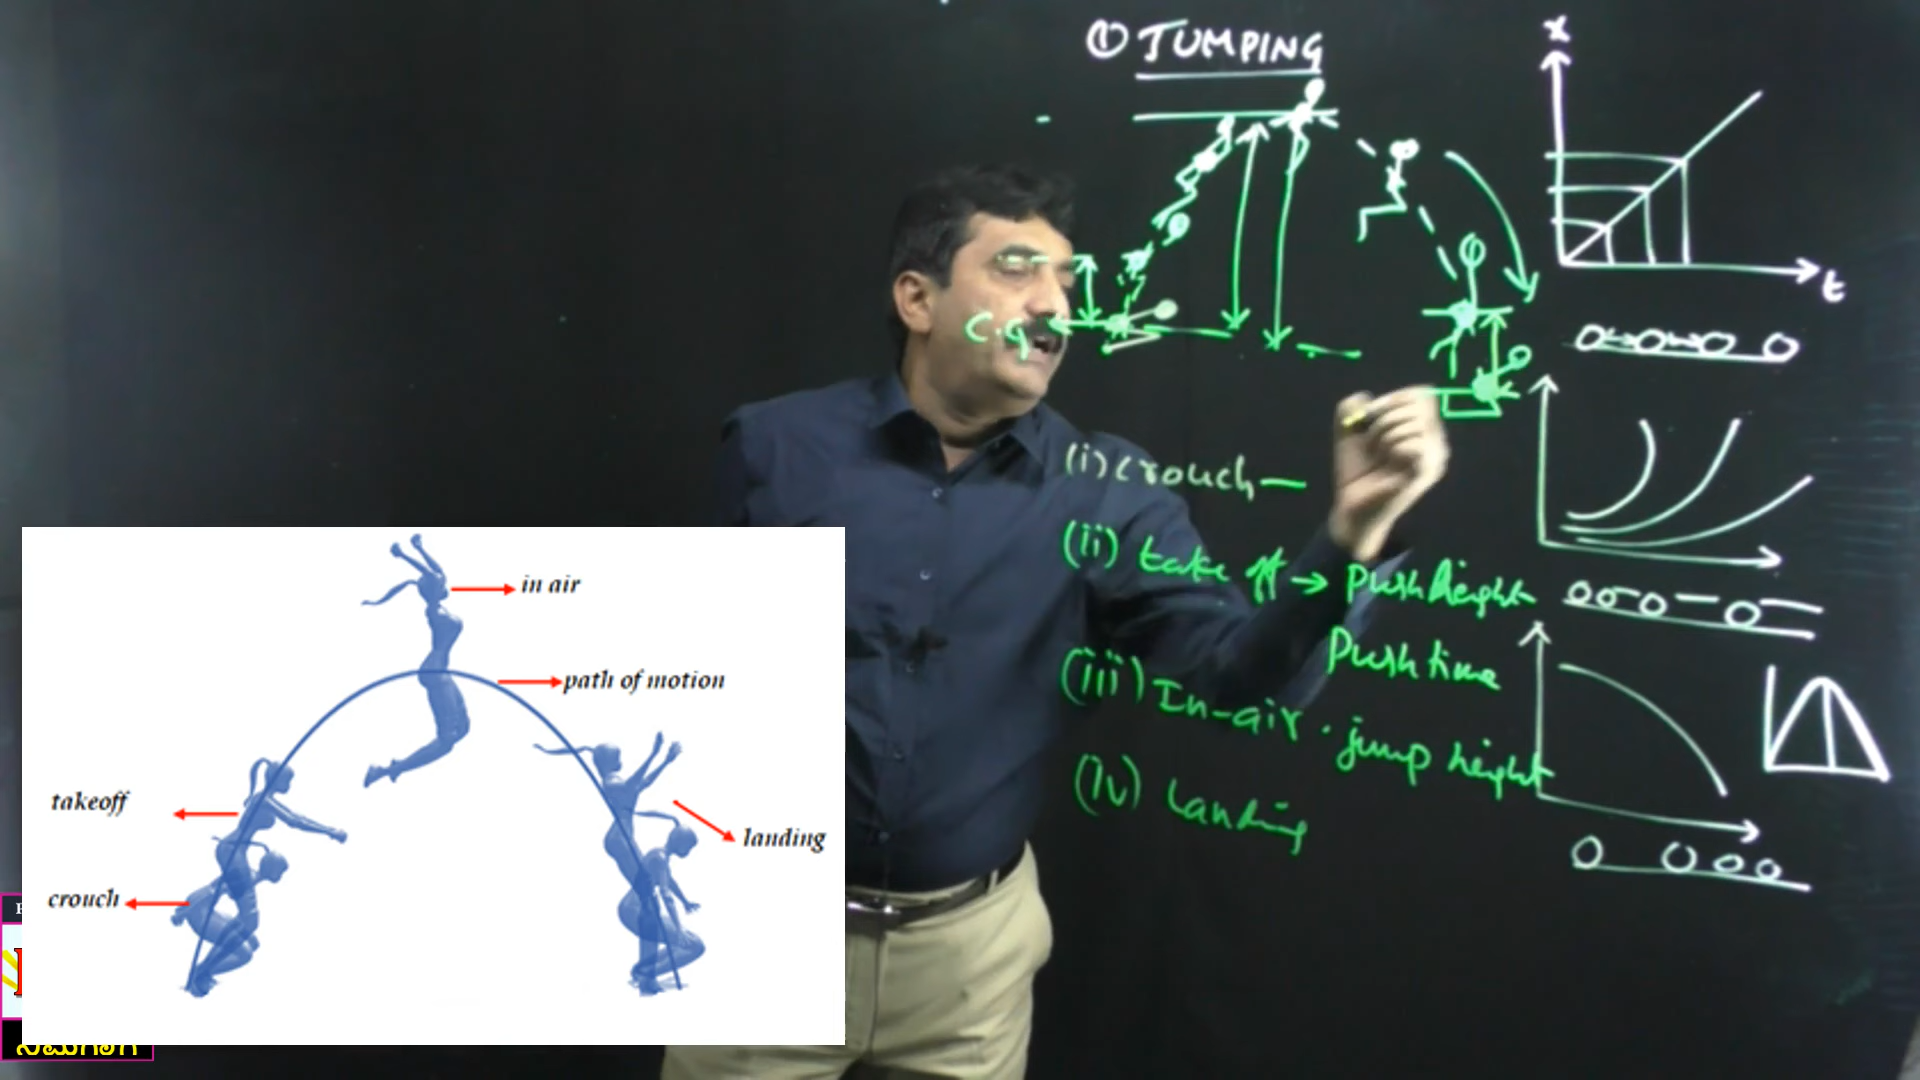 ① JUMPING
x
t
C.g
(i) Crouch —
(ii) take off → Push height
Push time
(iii) In-air · jump height
(iv) Landing
in air
path of motion
takeoff
landing
crouch